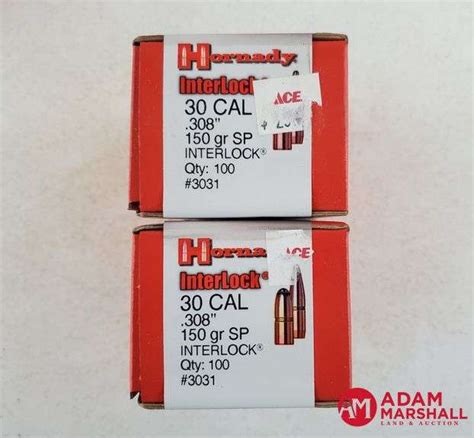 Hornady
InterLock
ACE
30 CAL
.308"
150 gr SP
INTERLOCK®
Qty: 100
#3031
Hornady
ACE
InterLock®
30 CAL
.308"
150 gr SP
INTERLOCK®
Qty: 100
#3031
AM ADAM
MARSHALL
LAND & AUCTION